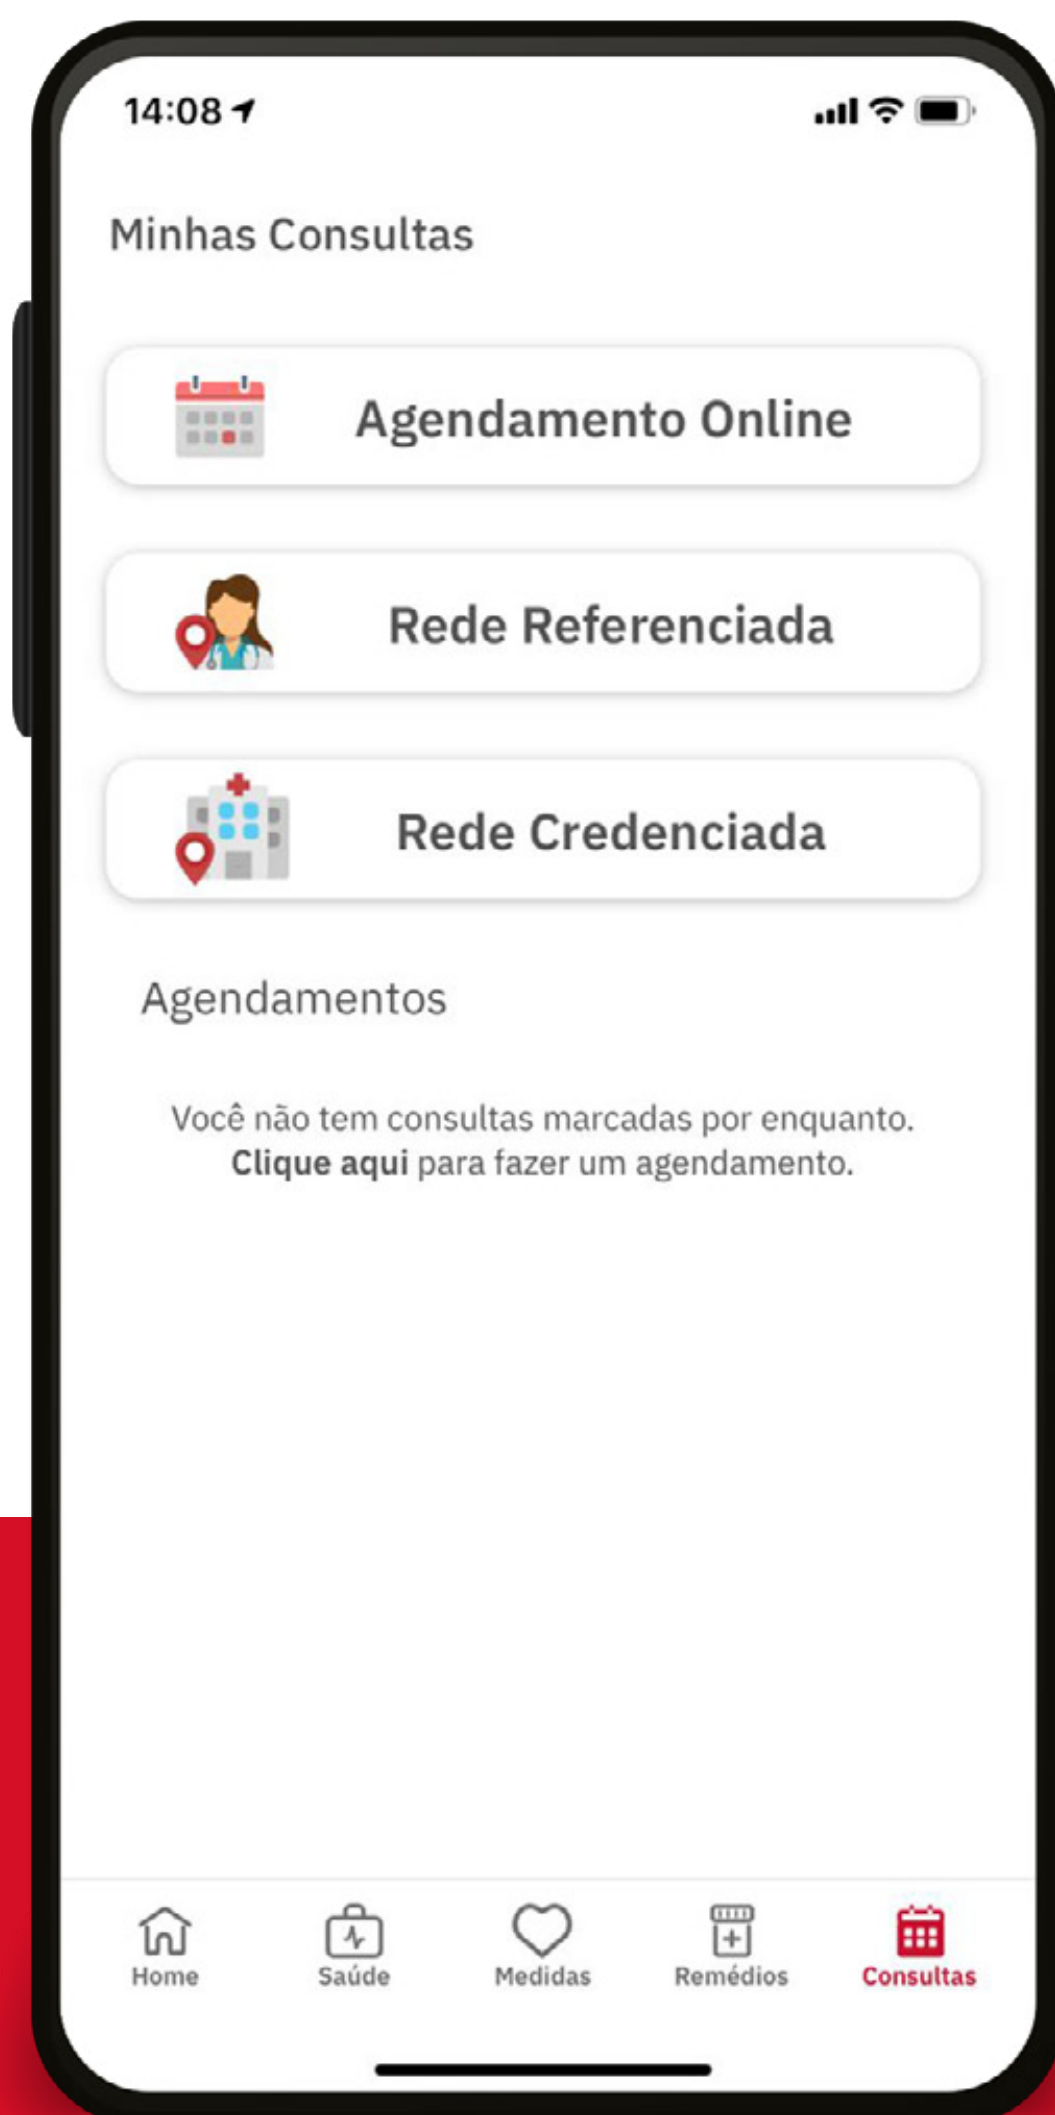 14:08
Minhas Consultas
Agendamento Online
Rede Referenciada
Rede Credenciada
Agendamentos
Você não tem consultas marcadas por enquanto.
Clique aqui para fazer um agendamento.
Home Saúde Medidas Remédios Consultas